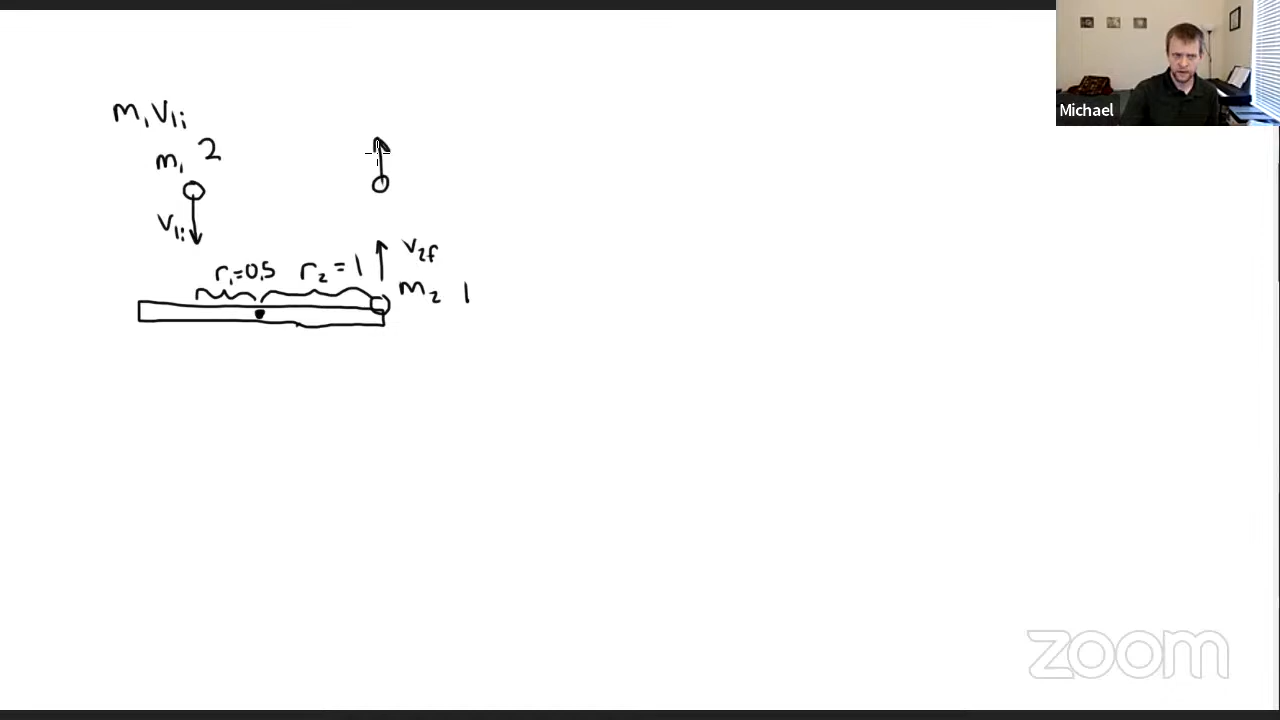 m₁V₁ᵢ
m₁ 2
V₁ᵢ
r₁=0.5
r₂=1
V₂f
m₂ 1
Michael
zoom